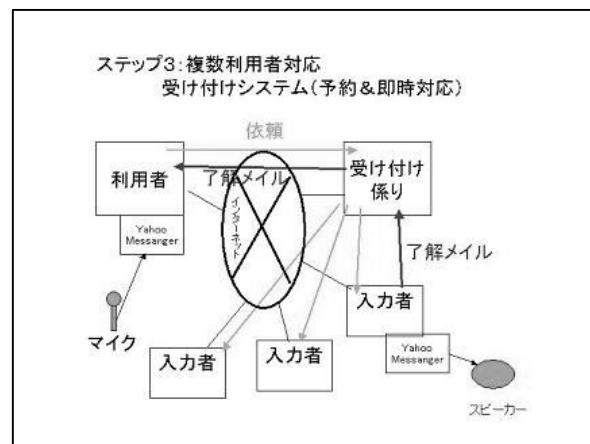 ステップ3:複数利用者対応
受け付けシステム(予約&即時対応)
依頼
利用者
了解メイル
受け付け
係り
インターネット
Yahoo
Messanger
了解メイル
マイク
入力者
入力者
入力者
Yahoo
Messanger
スピーカー